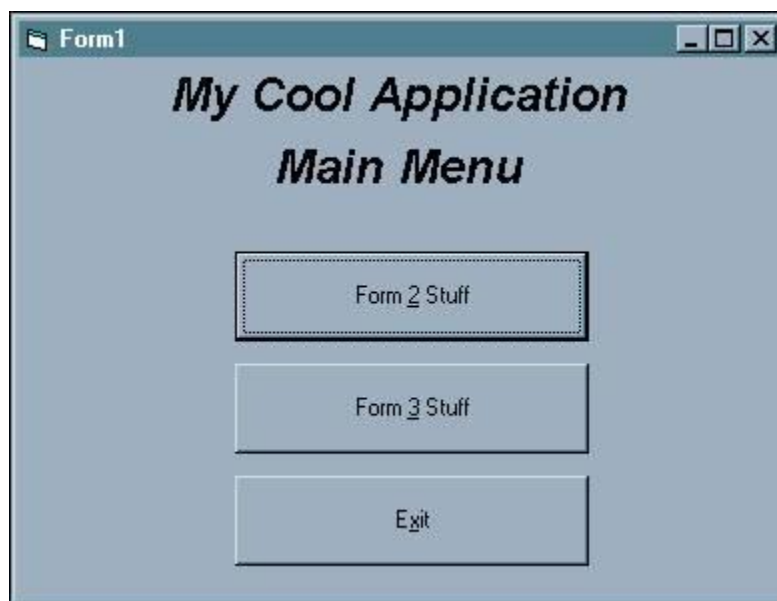 Form1
My Cool Application
Main Menu
Form 2 Stuff
Form 3 Stuff
Exit